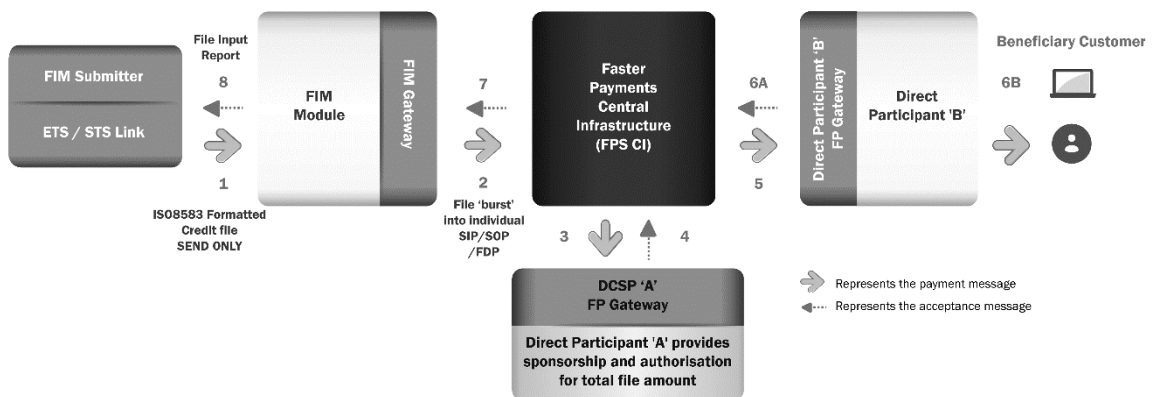 FIM Submitter
ETS / STS Link
File Input
Report
8
1
ISO8583 Formatted
Credit file
SEND ONLY
FIM
Module
FIM Gateway
7
2
File ‘burst’
into individual
SIP/SOP
/FDP
Faster
Payments
Central
Infrastructure
(FPS CI)
3
4
DCSP ‘A’
FP Gateway
Direct Participant 'A' provides
sponsorship and authorisation
for total file amount
6A
5
Direct Participant ‘B’
FP Gateway
Direct
Participant 'B'
Beneficiary Customer
6B
Represents the payment message
Represents the acceptance message